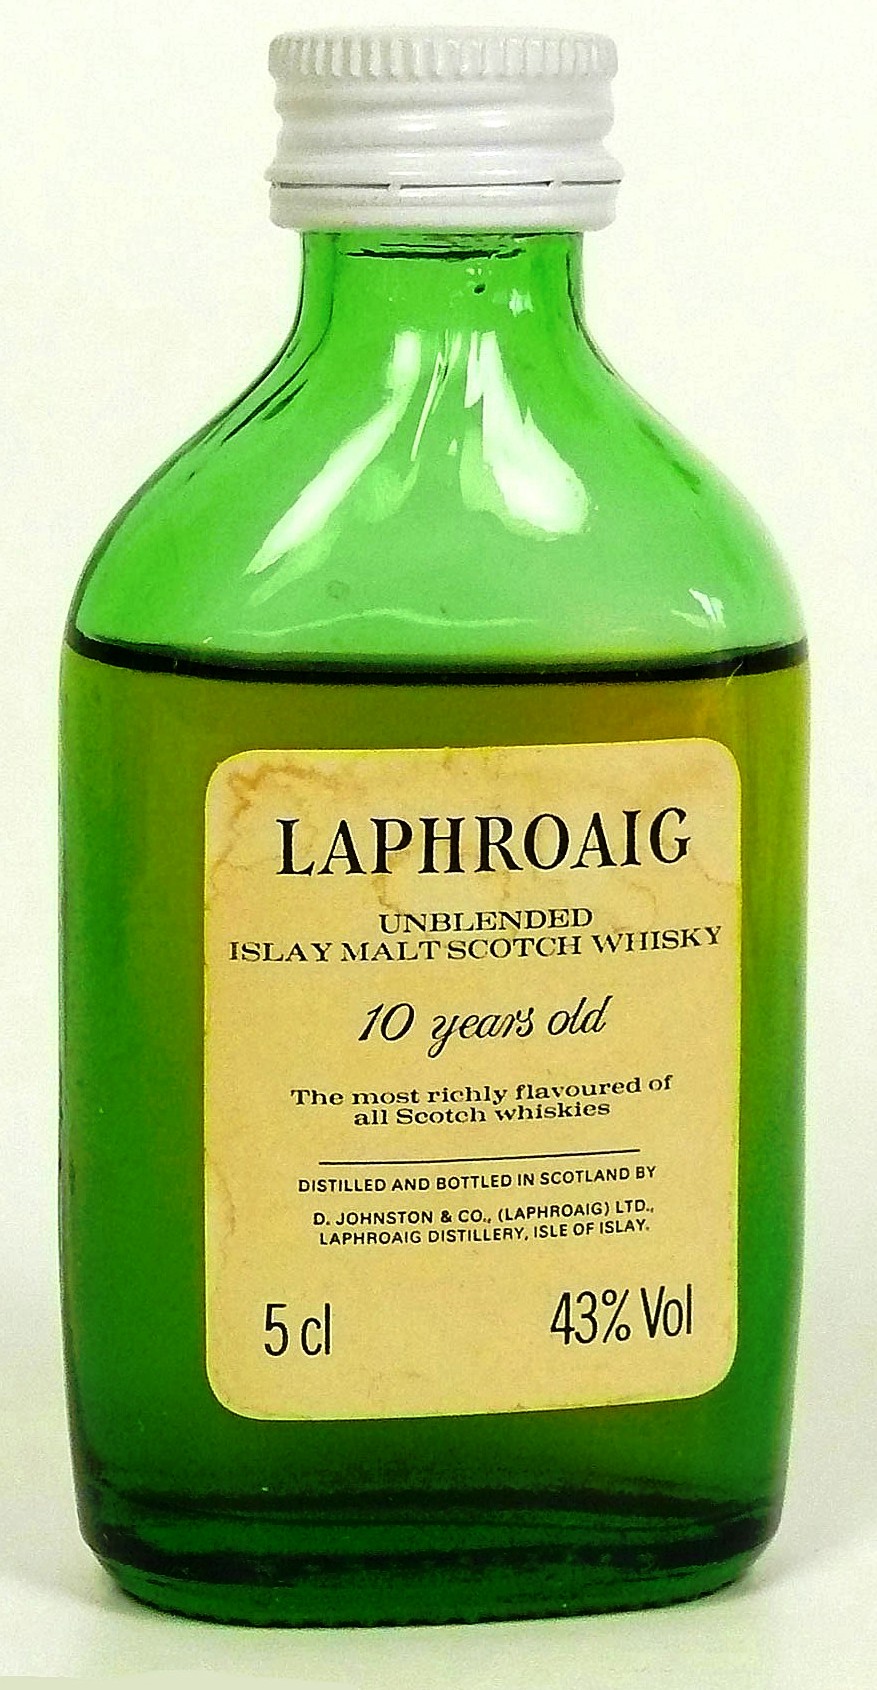 LAPHROAIG
UNBLENDED
ISLAY MALT SCOTCH WHISKY
10 years old
The most richly flavoured of
all Scotch whiskies
DISTILLED AND BOTTLED IN SCOTLAND BY
D. JOHNSTON & CO., (LAPHROAIG) LTD.,
LAPHROAIG DISTILLERY, ISLE OF ISLAY.
5 cl 43% Vol